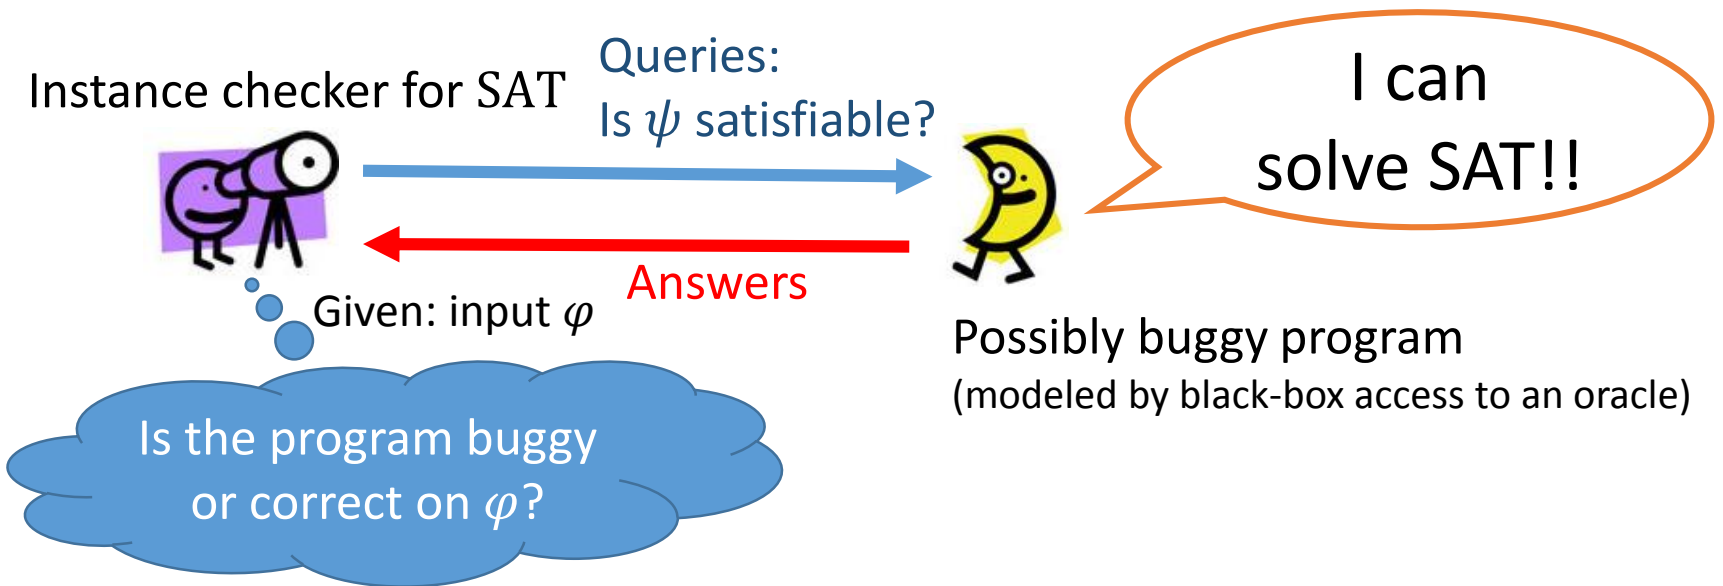 Instance checker for SAT
Queries:
Is ψ satisfiable?
I can
solve SAT!!
Answers
Given: input φ
Possibly buggy program
(modeled by black-box access to an oracle)
Is the program buggy
or correct on φ?